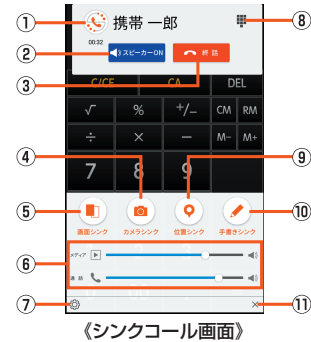 ① 携帯 一郎 ⑧
00:32
② スピーカーON 終話
③
C/CE CA DEL
√ % +/− CM RM
÷ × − M− M+
④ 7 8 9 ⑨
⑤ ⑩
画面シンク カメラシンク 位置シンク 手書きシンク
⑥ メディア
通話
⑦ × ⑪
《シンクコール画面》